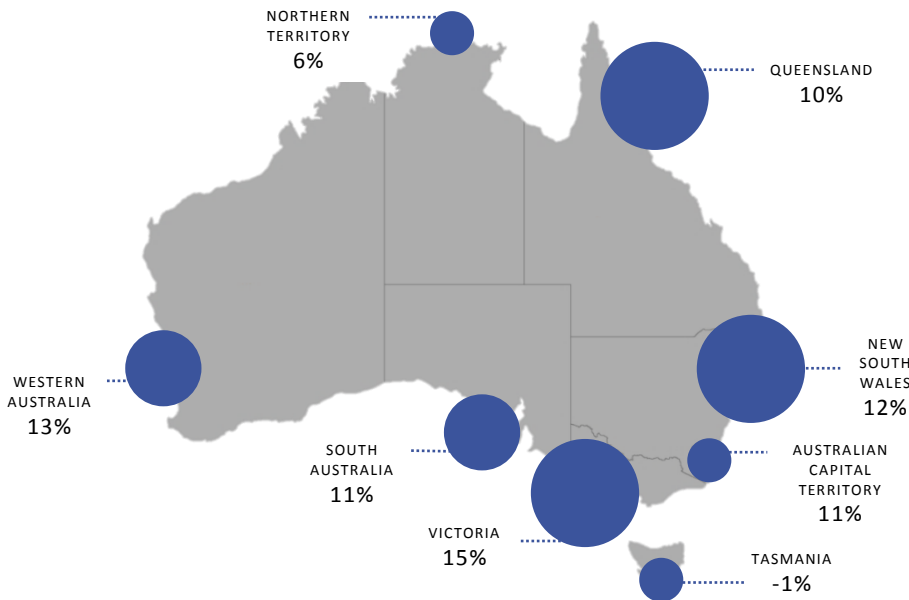 NORTHERN
TERRITORY
6%
QUEENSLAND
10%
NEW
SOUTH
WALES
12%
WESTERN
AUSTRALIA
13%
SOUTH
AUSTRALIA
11%
AUSTRALIAN
CAPITAL
TERRITORY
11%
VICTORIA
15%
TASMANIA
-1%